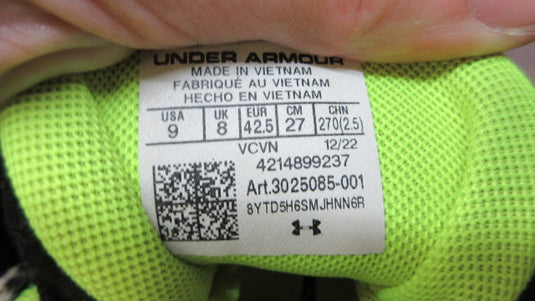 UNDER ARMOUR
MADE IN VIETNAM
FABRIQUÉ AU VIETNAM
HECHO EN VIETNAM
USA UK EUR CM CHN
9 8 42.5 27 270(2.5)
VCVN 12/22
4214899237
Art.3025085-001
8YTD5H6SMJHNN6R